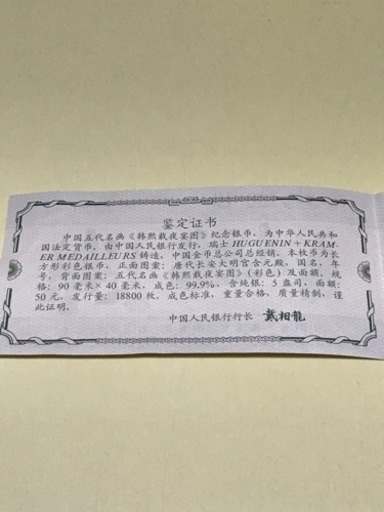 鉴定证书
中国五代名画《韩熙载夜宴图》纪念银币，为中华人民共和
国法定货币，由中国人民银行发行，瑞士 HUGUENIN + KRAM-
ER MEDAILLEURS 铸造，中国金币总公司总经销。本枚币为长
方形彩色银币，正面图案：唐代长安大明宫含元殿、国名、年
号，背面图案：五代名画《韩熙载夜宴图》(彩色) 及面额。规
格：90 毫米× 40 毫米，成色：99.9%，含纯银：5 盎司，面额：
50 元，发行量：18800 枚。成色标准，重量合格，质量精制，谨
此证明。
中国人民银行行长 戴相龙